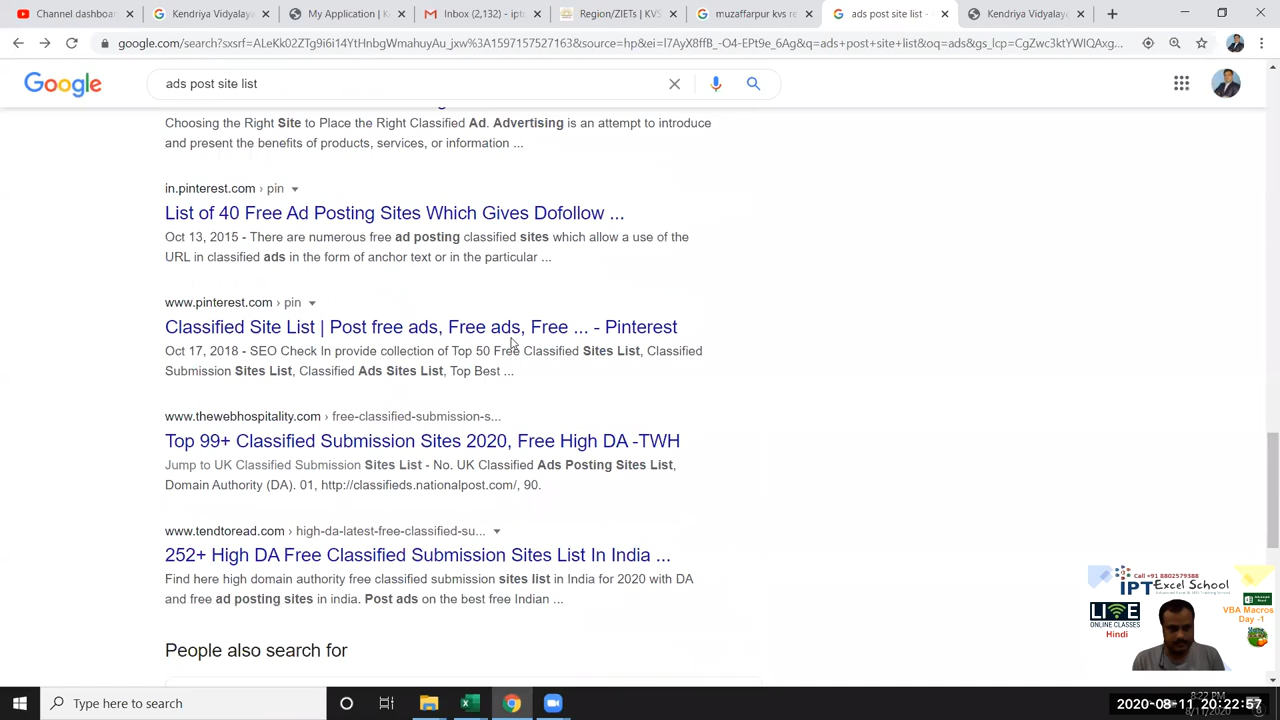 Channel dashboar
Kendriya Vidyalaya
My Application | K
Inbox (2,132) - ipt
Region/ZIETs | KVS
muzaffarpur kvs re
ads post site list -
Kendriya Vidyalaya
google.com/search?sxsrf=ALeKk02ZTg9i6i14YtHnbgWmahuyAu_jxw%3A1597157527163&source=hp&ei=l7AyX8ffB_-O4-EPt9e_6Ag&q=ads+post+site+list&oq=ads&gs_lcp=CgZwc3ktYWIQAxg...
Google
ads post site list
Choosing the Right Site to Place the Right Classified Ad. Advertising is an attempt to introduce
and present the benefits of products, services, or information ...
in.pinterest.com › pin
List of 40 Free Ad Posting Sites Which Gives Dofollow ...
Oct 13, 2015 - There are numerous free ad posting classified sites which allow a use of the
URL in classified ads in the form of anchor text or in the particular ...
www.pinterest.com › pin
Classified Site List | Post free ads, Free ads, Free ... - Pinterest
Oct 17, 2018 - SEO Check In provide collection of Top 50 Free Classified Sites List, Classified
Submission Sites List, Classified Ads Sites List, Top Best ...
www.thewebhospitality.com › free-classified-submission-s...
Top 99+ Classified Submission Sites 2020, Free High DA -TWH
Jump to UK Classified Submission Sites List - No. UK Classified Ads Posting Sites List,
Domain Authority (DA). 01, http://classifieds.nationalpost.com/, 90.
www.tendtoread.com › high-da-latest-free-classified-su...
252+ High DA Free Classified Submission Sites List In India ...
Find here high domain authority free classified submission sites list in India for 2020 with DA
and free ad posting sites in india. Post ads on the best free Indian ...
People also search for
Call +91 8802579388
IPT Excel School
LIVE
ONLINE CLASSES
Hindi
VBA Macros
Day -1
Type here to search
8:22 PM
8/11/2020
2020-08-11 20:22:57